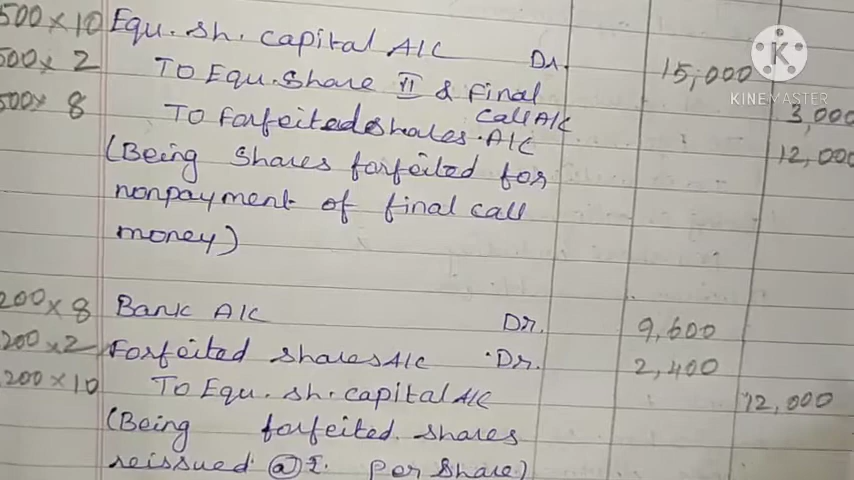 500 × 10 Equ. sh. capital A/C Dr. 15,000
500 × 2 To Equ. Share II & Final Call A/C 3,000
500 × 8 To Forfeited shares A/C 12,000
(Being shares forfeited for
nonpayment of final call
money)
200 × 8 Bank A/C Dr. 9,600
200 × 2 Forfeited shares A/C Dr. 2,400
200 × 10 To Equ. sh. capital A/C 12,000
(Being forfeited shares
reissued @ ₹. per share)
K
KINEMASTER